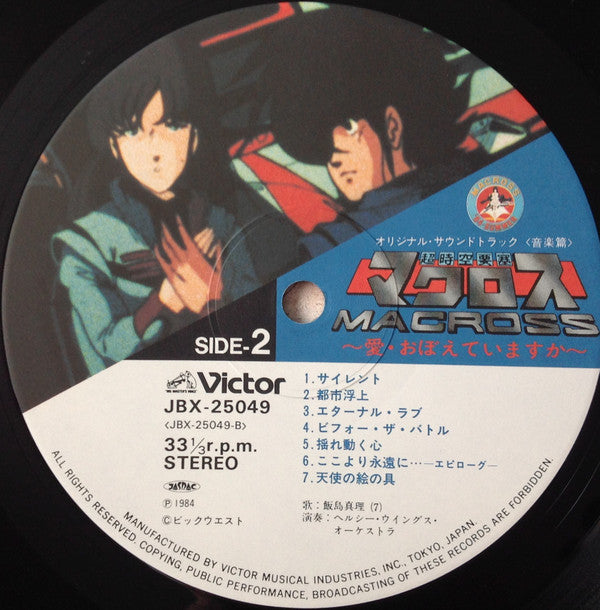 オリジナル・サウンドトラック〈音楽篇〉
超時空要塞
マクロス
MACROSS
～愛・おぼえていますか～
SIDE-2
Victor
JBX-25049
〈JBX-25049-B〉
33⅓r.p.m.
STEREO
JASRAC
Ⓟ1984
Ⓒビックウエスト
1. サイレント
2. 都市浮上
3. エターナル・ラブ
4. ビフォー・ザ・バトル
5. 揺れ動く心
6. ここより永遠に…―エピローグ―
7. 天使の絵の具
歌：飯島真理 (7)
演奏：ヘルシー・ウイングス・
オーケストラ
MANUFACTURED BY VICTOR MUSICAL INDUSTRIES, INC., TOKYO, JAPAN.
ALL RIGHTS RESERVED. COPYING, PUBLIC PERFORMANCE, BROADCASTING OF THESE RECORDS ARE FORBIDDEN.